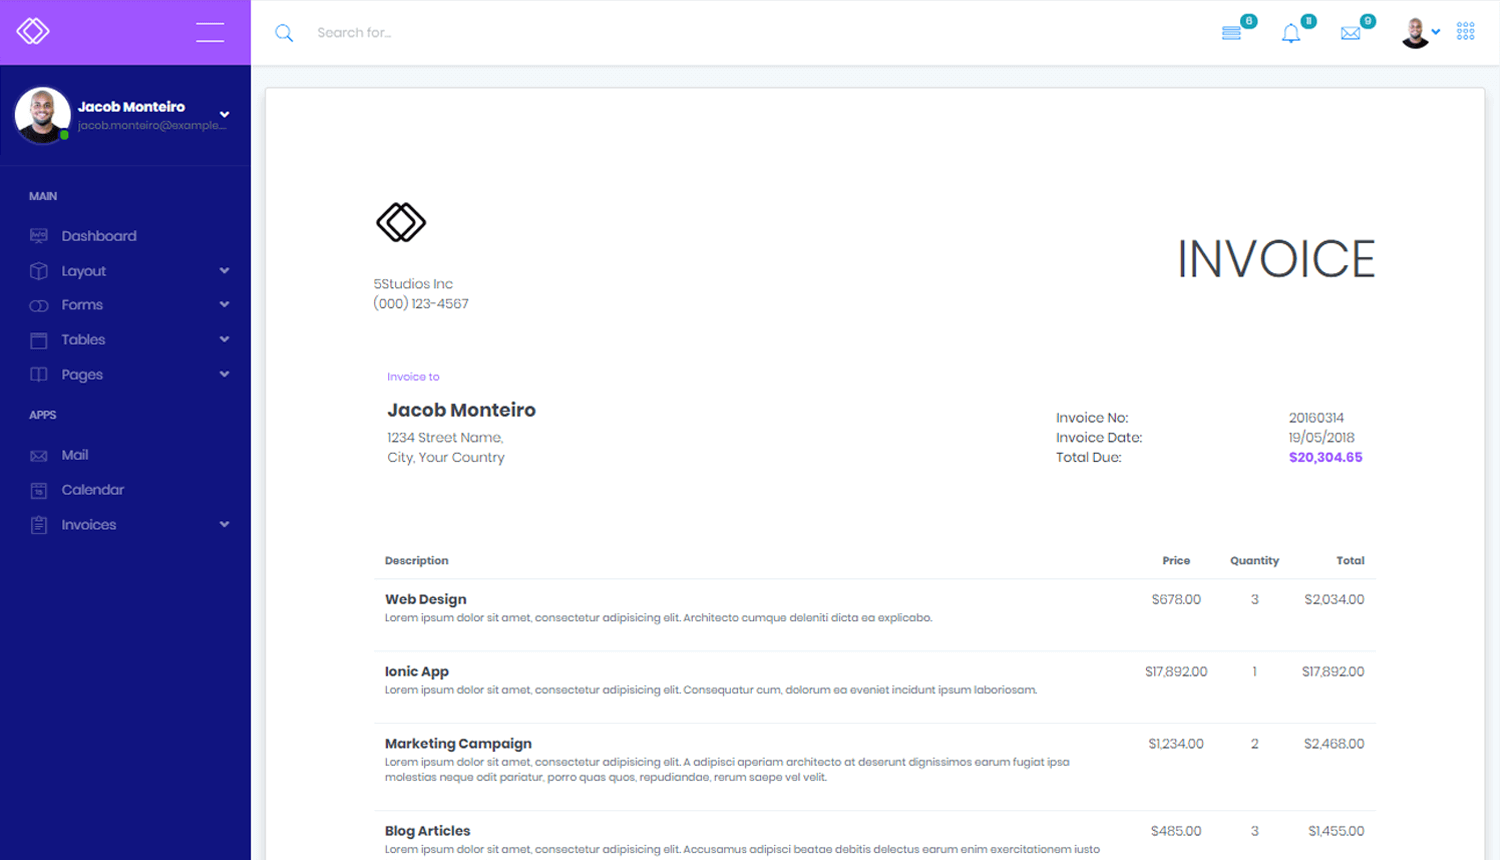 Search for...
6
11
9
Jacob Monteiro
jacob.monteiro@example....
MAIN
Dashboard
Layout
Forms
Tables
Pages
APPS
Mail
Calendar
Invoices
INVOICE
5Studios Inc
(000) 123-4567
Invoice to
Jacob Monteiro
1234 Street Name,
City, Your Country
Invoice No: 20160314
Invoice Date: 19/05/2018
Total Due: $20,304.65
Description Price Quantity Total
Web Design $678.00 3 $2,034.00
Lorem ipsum dolor sit amet, consectetur adipisicing elit. Architecto cumque deleniti dicta ea explicabo.
Ionic App $17,892.00 1 $17,892.00
Lorem ipsum dolor sit amet, consectetur adipisicing elit. Consequatur cum, dolorum ea eveniet incidunt ipsum laboriosam.
Marketing Campaign $1,234.00 2 $2,468.00
Lorem ipsum dolor sit amet, consectetur adipisicing elit. A adipisci aperiam architecto at deserunt dignissimos earum fugiat ipsa
molestias neque odit pariatur, porro quas quos, repudiandae, rerum saepe vel velit.
Blog Articles $485.00 3 $1,455.00
Lorem ipsum dolor sit amet, consectetur adipisicing elit. Accusamus adipisci beatae debitis delectus earum enim exercitationem iusto